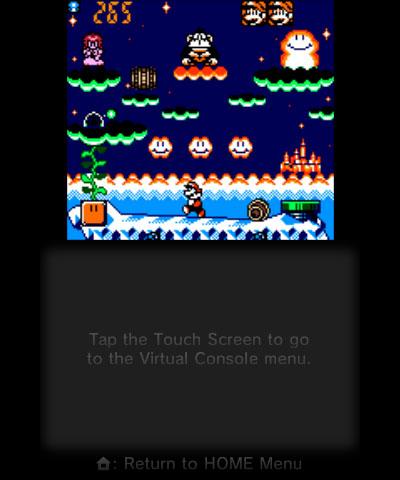 265
Tap the Touch Screen to go
to the Virtual Console menu.
: Return to HOME Menu